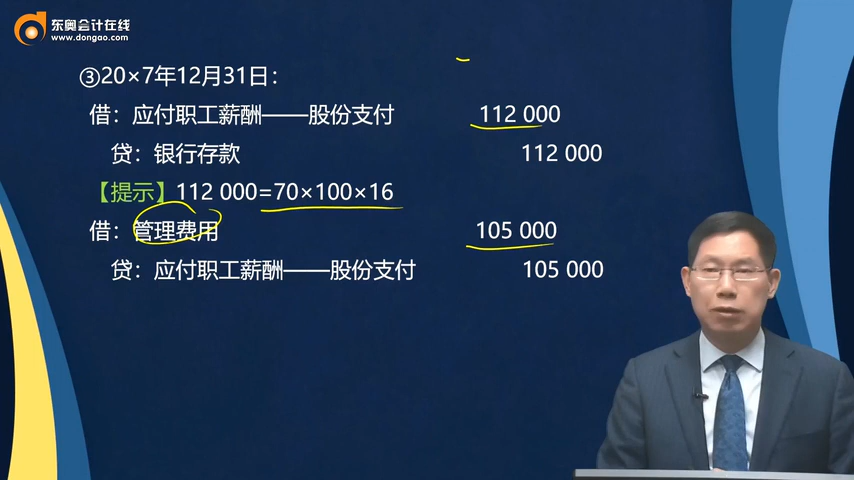 东奥会计在线
www.dongao.com
③20×7年12月31日：
借：应付职工薪酬——股份支付 112 000
贷：银行存款 112 000
【提示】112 000=70×100×16
借：管理费用 105 000
贷：应付职工薪酬——股份支付 105 000